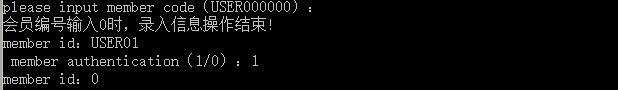 please input member code(USER000000)：
会员编号输入0时，录入信息操作结束！
member id：USER01
member authentication(1/0)：1
member id：0